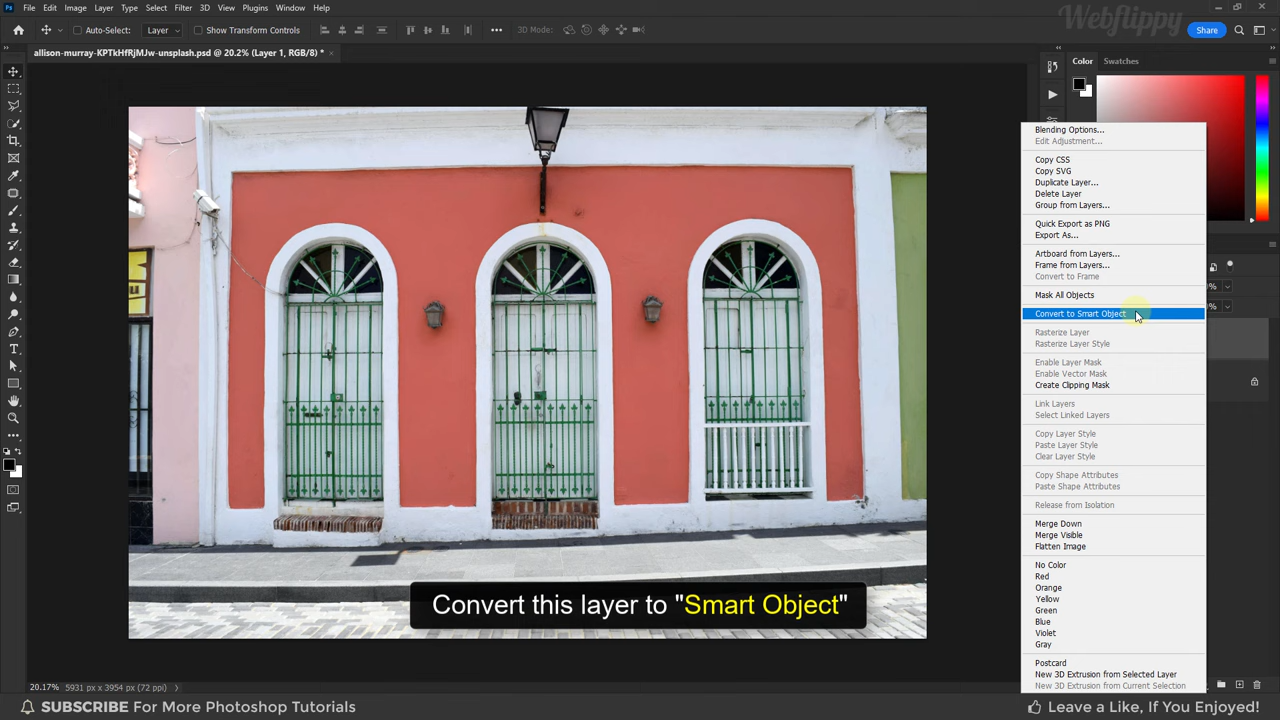 Ps
File Edit Image Layer Type Select Filter 3D View Plugins Window Help
Webflippy
Auto-Select: Layer Show Transform Controls 3D Mode: Share
allison-murray-KPTkHfRjMJw-unsplash.psd @ 20.2% (Layer 1, RGB/8) *
Color Swatches
Blending Options...
Edit Adjustment...
Copy CSS
Copy SVG
Duplicate Layer...
Delete Layer
Group from Layers...
Quick Export as PNG
Export As...
Artboard from Layers...
Frame from Layers...
Convert to Frame
Mask All Objects
Convert to Smart Object
Rasterize Layer
Rasterize Layer Style
Enable Layer Mask
Enable Vector Mask
Create Clipping Mask
Link Layers
Select Linked Layers
Copy Layer Style
Paste Layer Style
Clear Layer Style
Copy Shape Attributes
Paste Shape Attributes
Release from Isolation
Merge Down
Merge Visible
Flatten Image
No Color
Red
Orange
Yellow
Green
Blue
Violet
Gray
Postcard
New 3D Extrusion from Selected Layer
New 3D Extrusion from Current Selection
Convert this layer to "Smart Object"
20.17% 5931 px x 3954 px (72 ppi)
SUBSCRIBE For More Photoshop Tutorials
Leave a Like, If You Enjoyed!